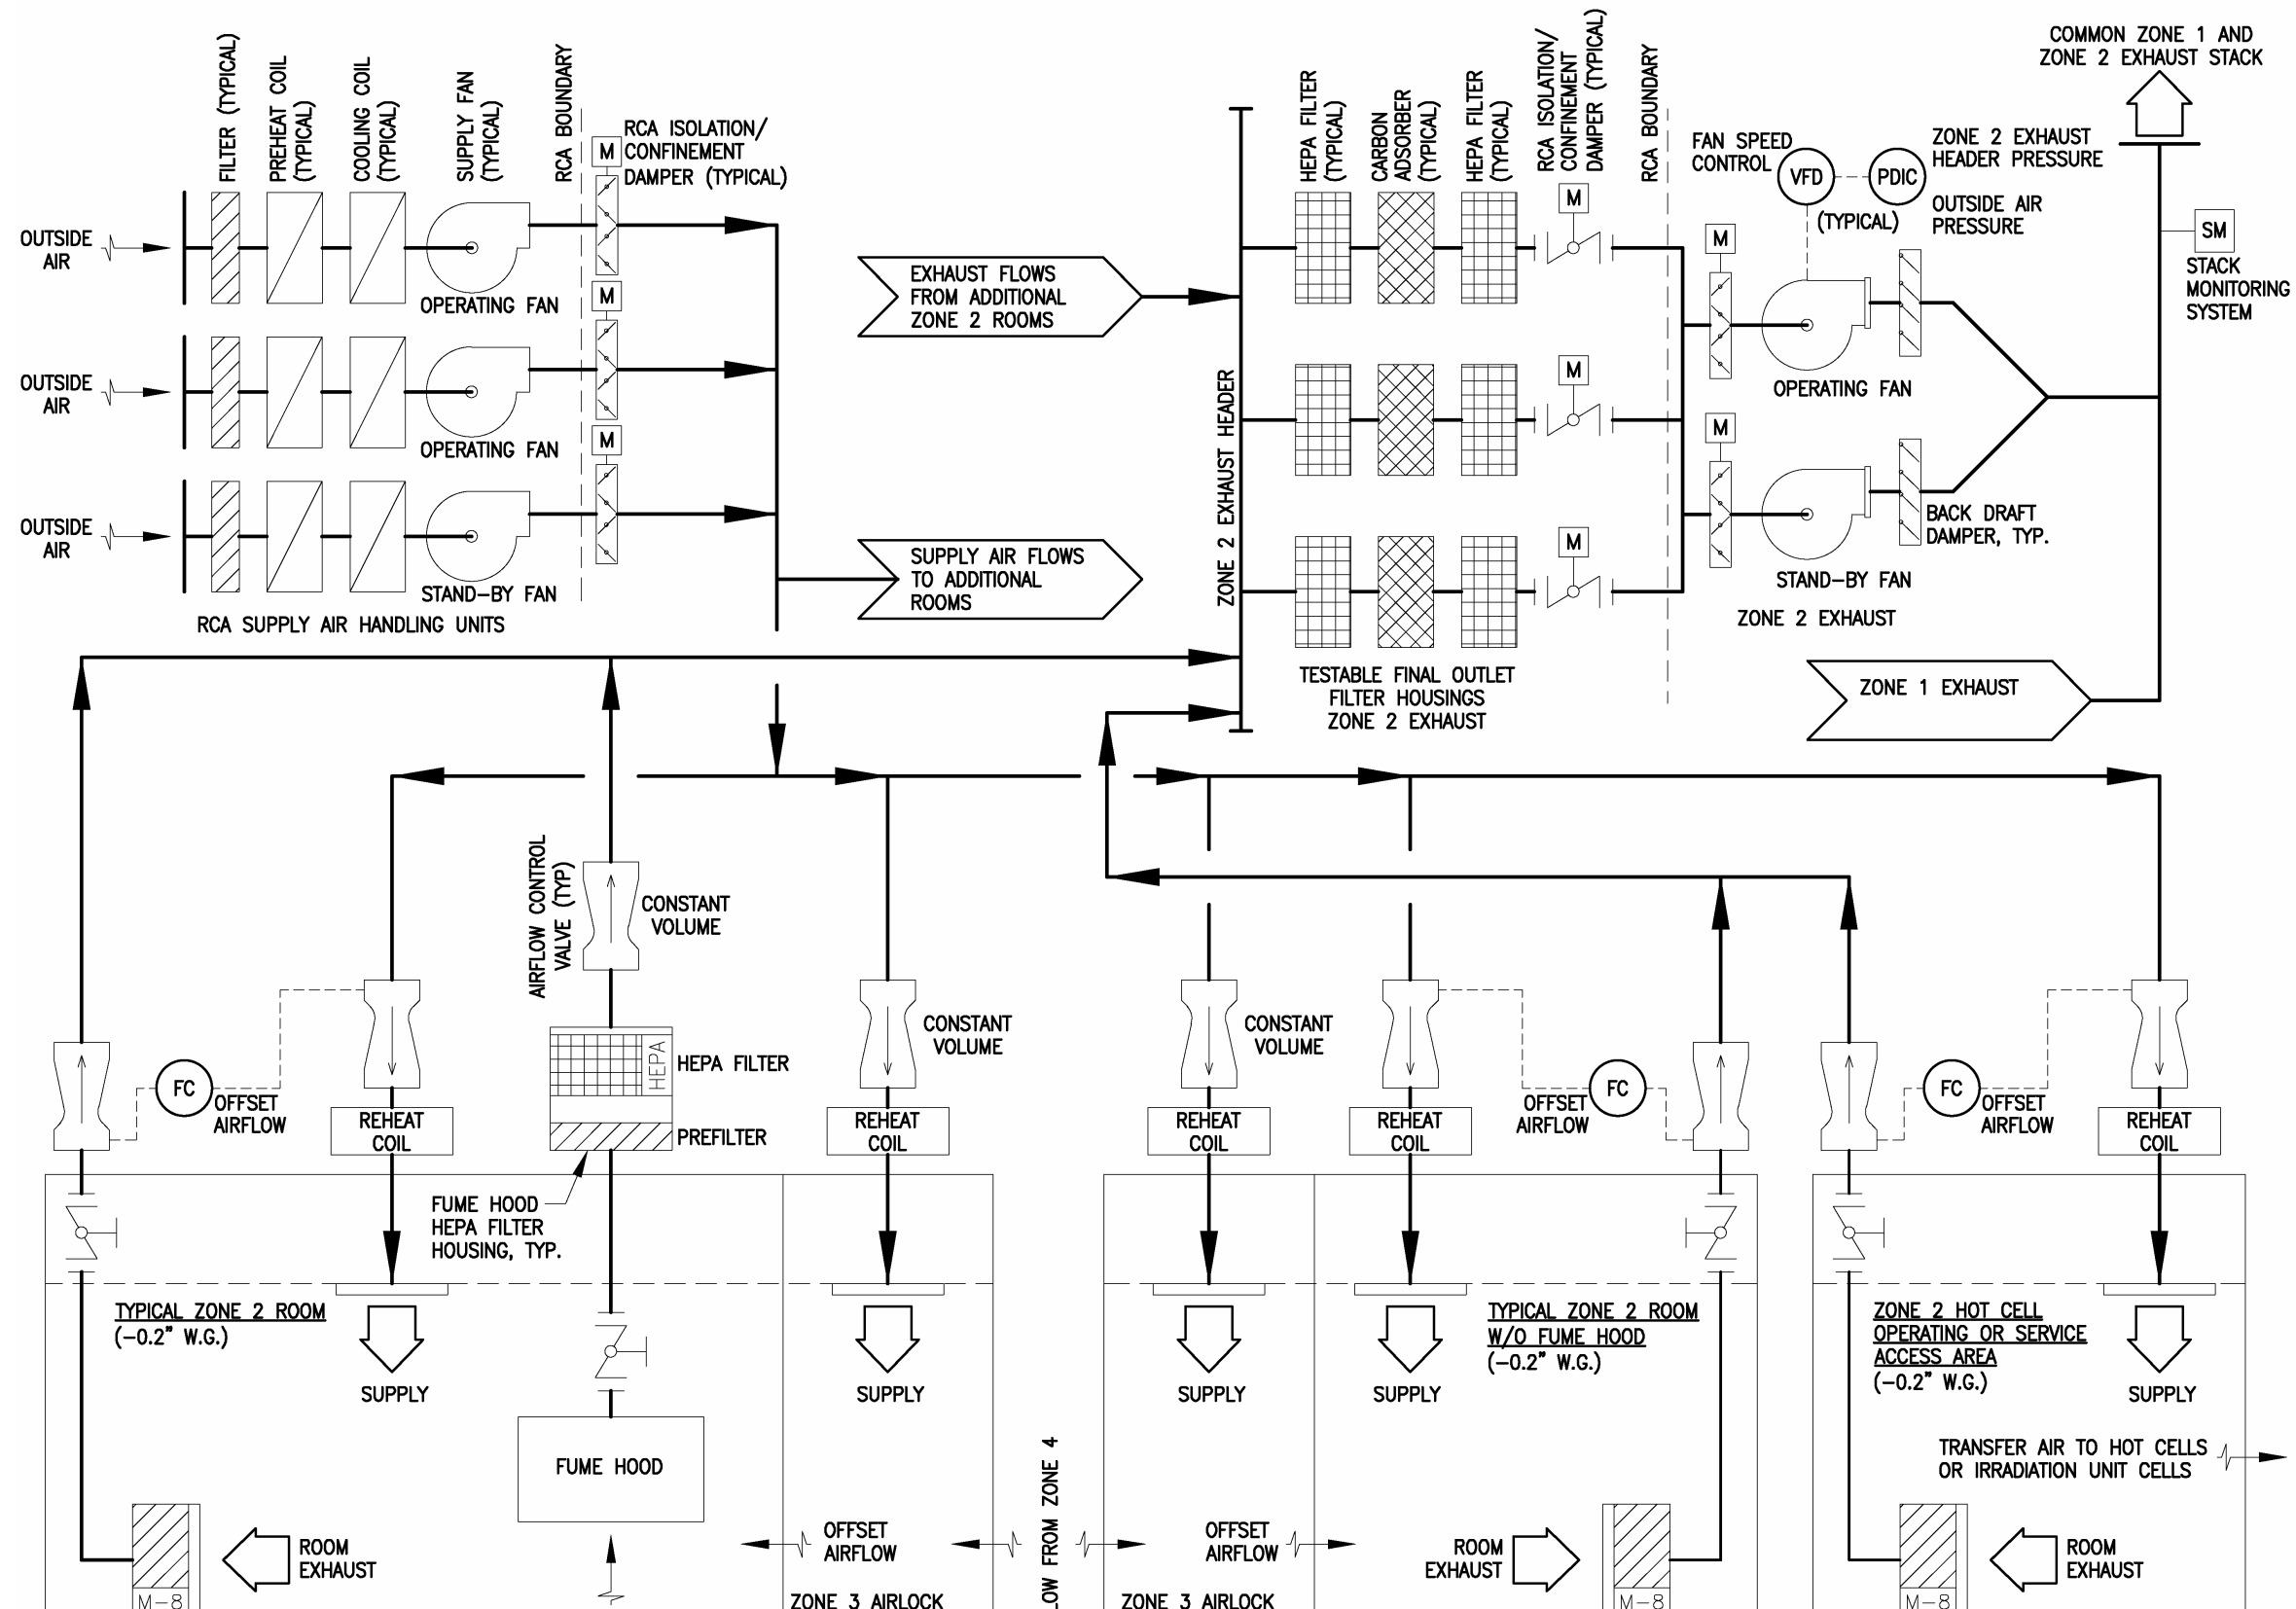 FILTER (TYPICAL)
PREHEAT COIL
(TYPICAL)
COOLING COIL
(TYPICAL)
SUPPLY FAN
(TYPICAL)
RCA BOUNDARY
M
RCA ISOLATION/
CONFINEMENT
DAMPER (TYPICAL)
OUTSIDE
AIR
OPERATING FAN
M
OUTSIDE
AIR
OPERATING FAN
M
OUTSIDE
AIR
STAND-BY FAN
RCA SUPPLY AIR HANDLING UNITS
EXHAUST FLOWS
FROM ADDITIONAL
ZONE 2 ROOMS
SUPPLY AIR FLOWS
TO ADDITIONAL
ROOMS
ZONE 2 EXHAUST HEADER
HEPA FILTER
(TYPICAL)
CARBON
ADSORBER
(TYPICAL)
HEPA FILTER
(TYPICAL)
RCA ISOLATION/
CONFINEMENT
DAMPER (TYPICAL)
RCA BOUNDARY
M
M
M
TESTABLE FINAL OUTLET
FILTER HOUSINGS
ZONE 2 EXHAUST
FAN SPEED
CONTROL
VFD
PDIC
(TYPICAL)
ZONE 2 EXHAUST
HEADER PRESSURE
OUTSIDE AIR
PRESSURE
COMMON ZONE 1 AND
ZONE 2 EXHAUST STACK
SM
STACK
MONITORING
SYSTEM
M
OPERATING FAN
M
BACK DRAFT
DAMPER, TYP.
STAND-BY FAN
ZONE 2 EXHAUST
ZONE 1 EXHAUST
AIRFLOW CONTROL
VALVE (TYP)
CONSTANT
VOLUME
FC
OFFSET
AIRFLOW
REHEAT
COIL
HEPA
HEPA FILTER
PREFILTER
FUME HOOD
HEPA FILTER
HOUSING, TYP.
CONSTANT
VOLUME
REHEAT
COIL
CONSTANT
VOLUME
REHEAT
COIL
REHEAT
COIL
OFFSET
AIRFLOW
FC
FC
OFFSET
AIRFLOW
REHEAT
COIL
TYPICAL ZONE 2 ROOM
(-0.2" W.G.)
SUPPLY
FUME HOOD
ROOM
EXHAUST
M-8
SUPPLY
OFFSET
AIRFLOW
ZONE 3 AIRLOCK
LOW FROM ZONE 4
SUPPLY
OFFSET
AIRFLOW
ZONE 3 AIRLOCK
SUPPLY
TYPICAL ZONE 2 ROOM
W/O FUME HOOD
(-0.2" W.G.)
ROOM
EXHAUST
M-8
ZONE 2 HOT CELL
OPERATING OR SERVICE
ACCESS AREA
(-0.2" W.G.)
SUPPLY
TRANSFER AIR TO HOT CELLS
OR IRRADIATION UNIT CELLS
ROOM
EXHAUST
M-8